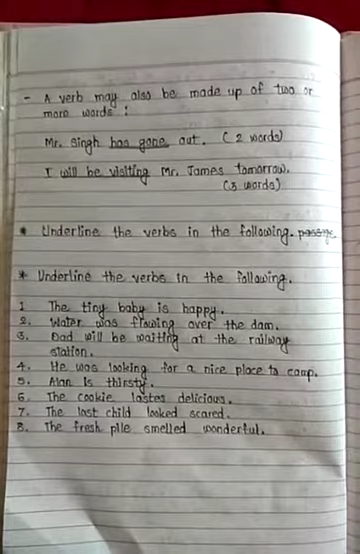 - A verb may also be made up of two or
more words :
Mr. Singh has gone out. ( 2 words)
I will be visiting Mr. James tomorrow.
(3 words)
* Underline the verbs in the following. passage
* Underline the verbs in the following.
1 The tiny baby is happy.
2. Water was flowing over the dam.
3. Dad will be waiting at the railway
station.
4. He was looking for a nice place to camp.
5. Alan Is thirsty.
6. The cookie tastes delicious.
7. The lost child looked scared.
8. The fresh pile smelled wonderful.